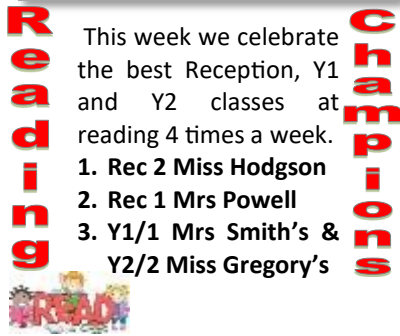 Reading
Champions
This week we celebrate
the best Reception, Y1
and Y2 classes at
reading 4 times a week.
1. Rec 2 Miss Hodgson
2. Rec 1 Mrs Powell
3. Y1/1 Mrs Smith’s &
Y2/2 Miss Gregory’s
READ